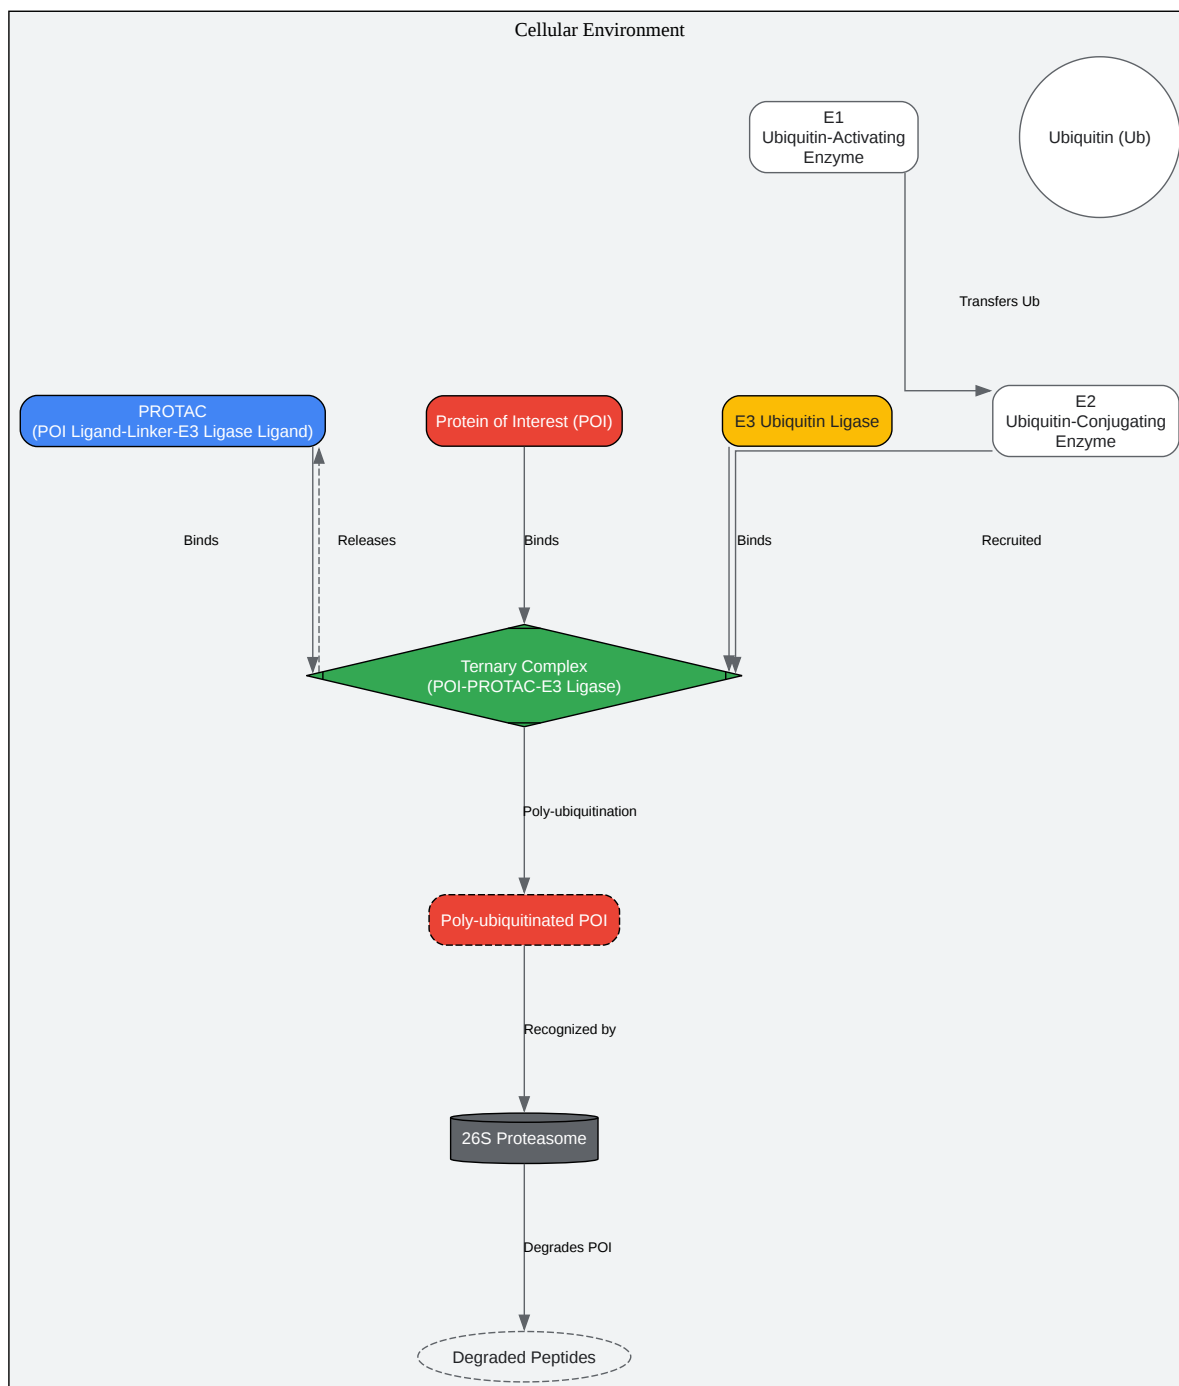 Cellular Environment
E1
Ubiquitin-Activating
Enzyme
Ubiquitin (Ub)
Transfers Ub
PROTAC
(POI Ligand-Linker-E3 Ligase Ligand)
Protein of Interest (POI)
E3 Ubiquitin Ligase
E2
Ubiquitin-Conjugating
Enzyme
Binds
Releases
Binds
Binds
Recruited
Ternary Complex
(POI-PROTAC-E3 Ligase)
Poly-ubiquitination
Poly-ubiquitinated POI
Recognized by
26S Proteasome
Degrades POI
Degraded Peptides